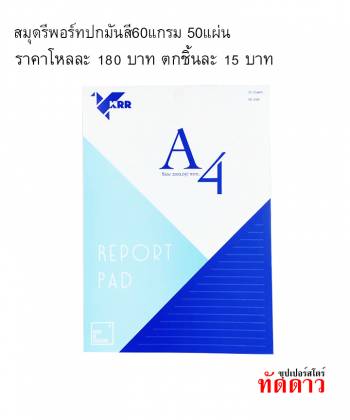 สมุดรีพอร์ทปกมันสี60แกรม 50แผ่น
ราคาโหลละ 180 บาท ตกชิ้นละ 15 บาท
KRR
A4
REPORT
PAD
ซุปเปอร์สโตร์
ทัดดาว